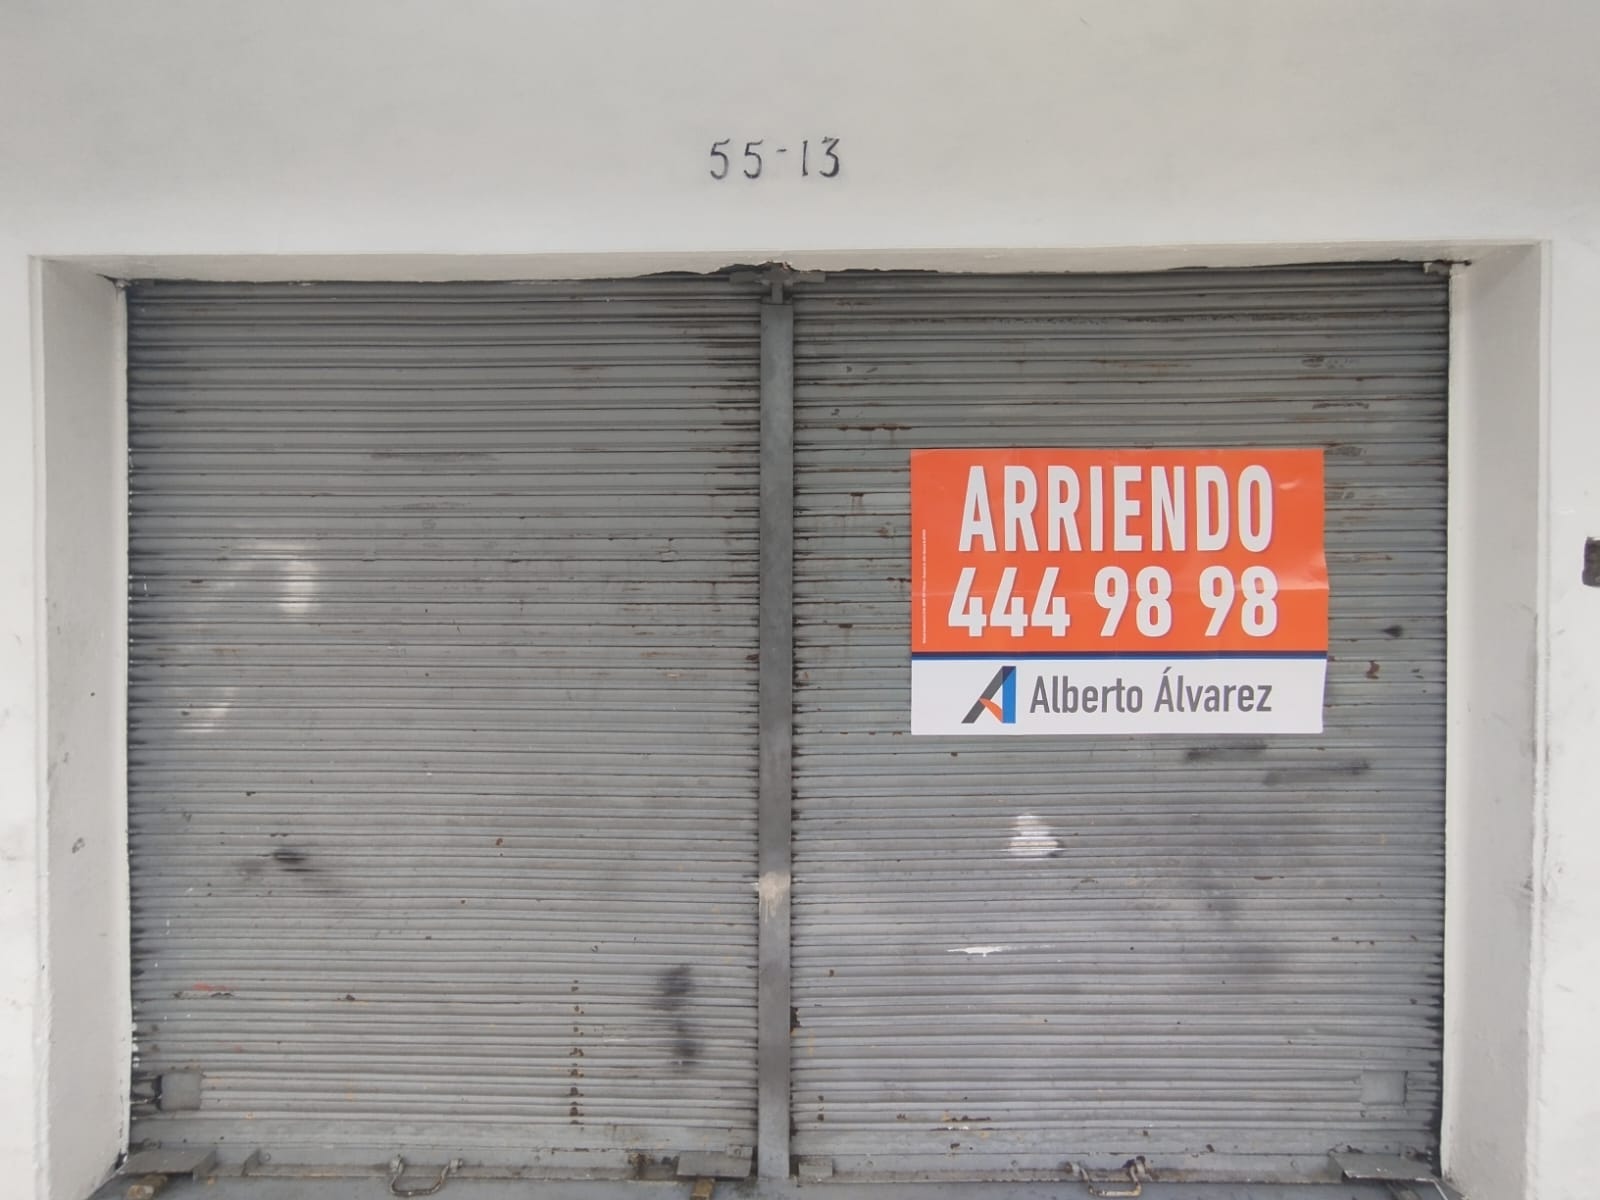 55-13
ARRIENDO
444 98 98
Alberto Álvarez